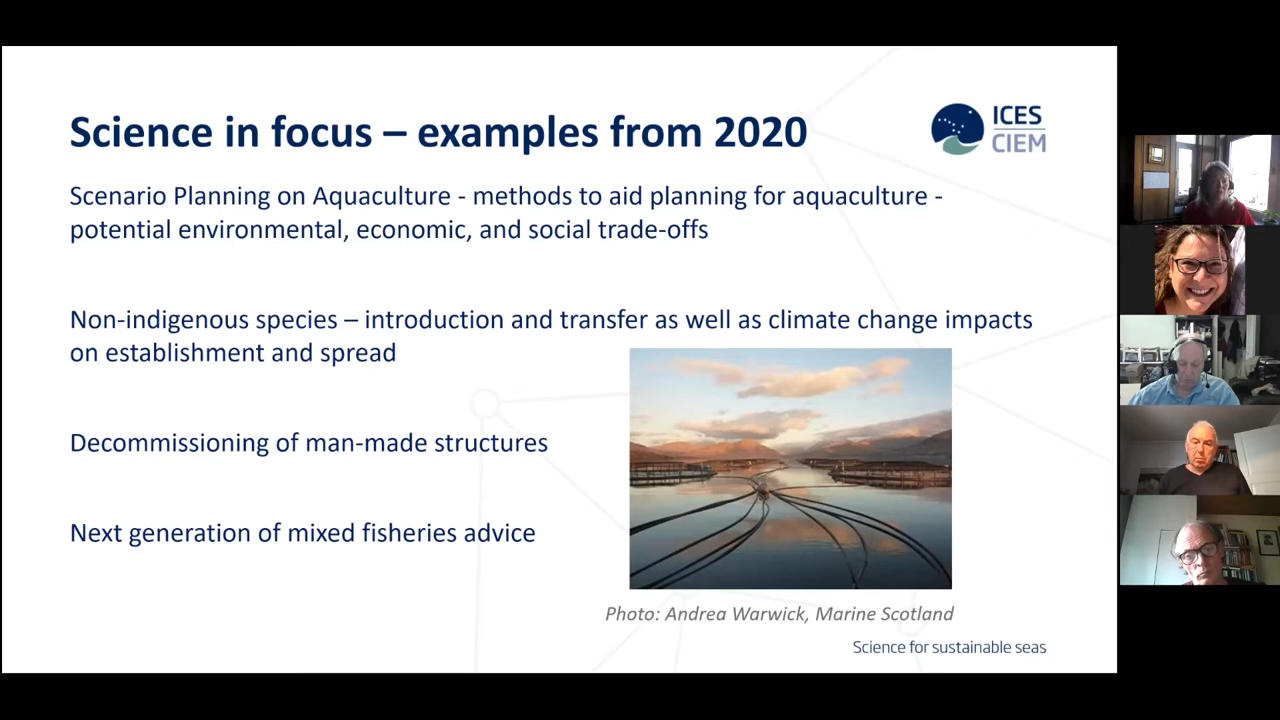 Science in focus – examples from 2020
ICES
CIEM
Scenario Planning on Aquaculture - methods to aid planning for aquaculture -
potential environmental, economic, and social trade-offs
Non-indigenous species – introduction and transfer as well as climate change impacts
on establishment and spread
Decommissioning of man-made structures
Next generation of mixed fisheries advice
Photo: Andrea Warwick, Marine Scotland
Science for sustainable seas